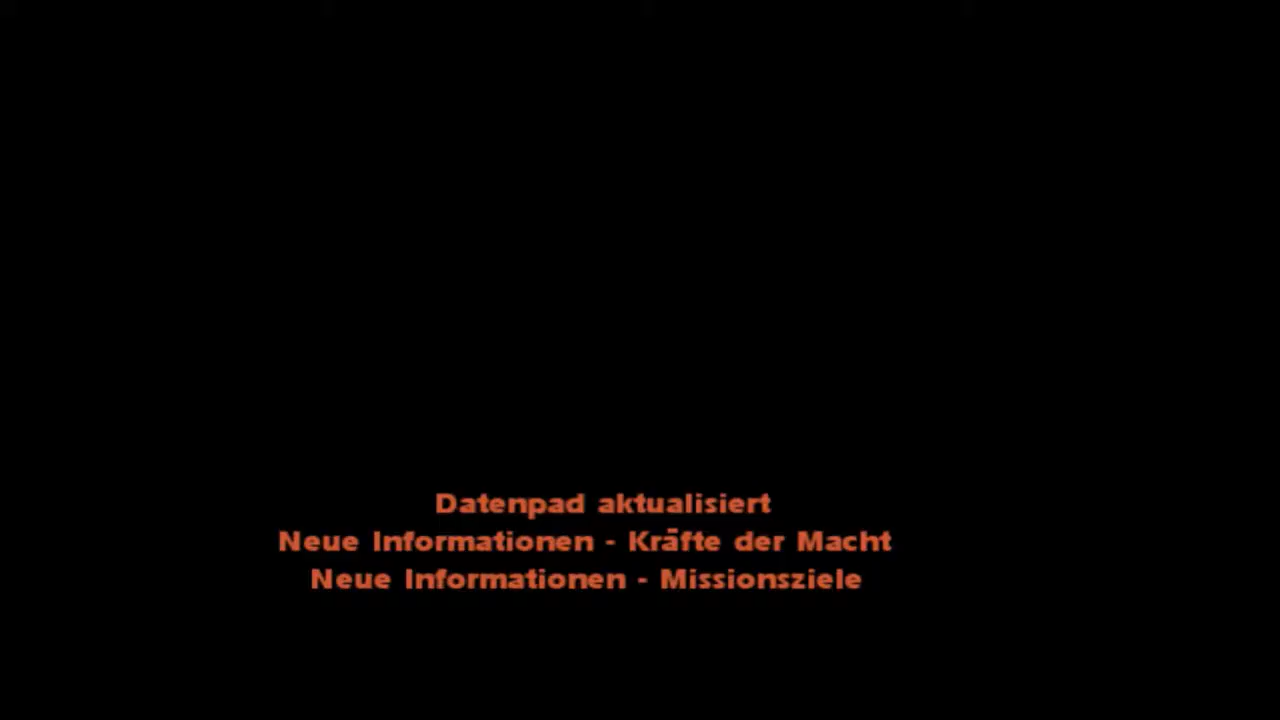 Datenpad aktualisiert
Neue Informationen - Kräfte der Macht
Neue Informationen - Missionsziele